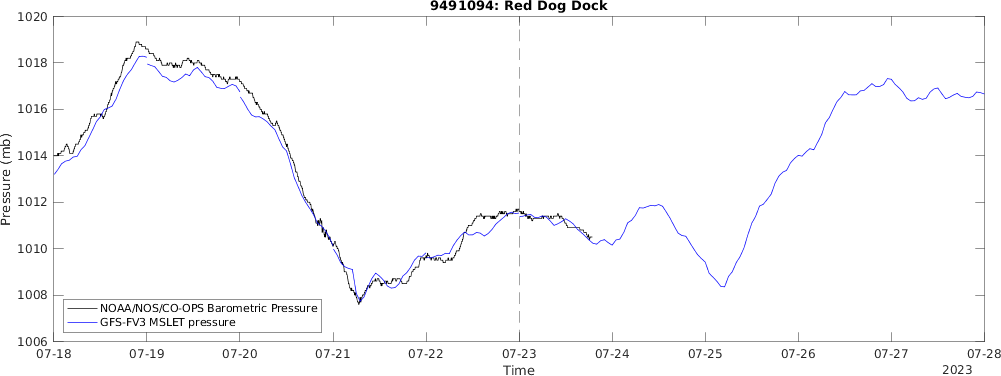 9491094: Red Dog Dock
Pressure (mb)
1020
1018
1016
1014
1012
1010
1008
1006
NOAA/NOS/CO-OPS Barometric Pressure
GFS-FV3 MSLET pressure
07-18 07-19 07-20 07-21 07-22 07-23 07-24 07-25 07-26 07-27 07-28
Time
2023